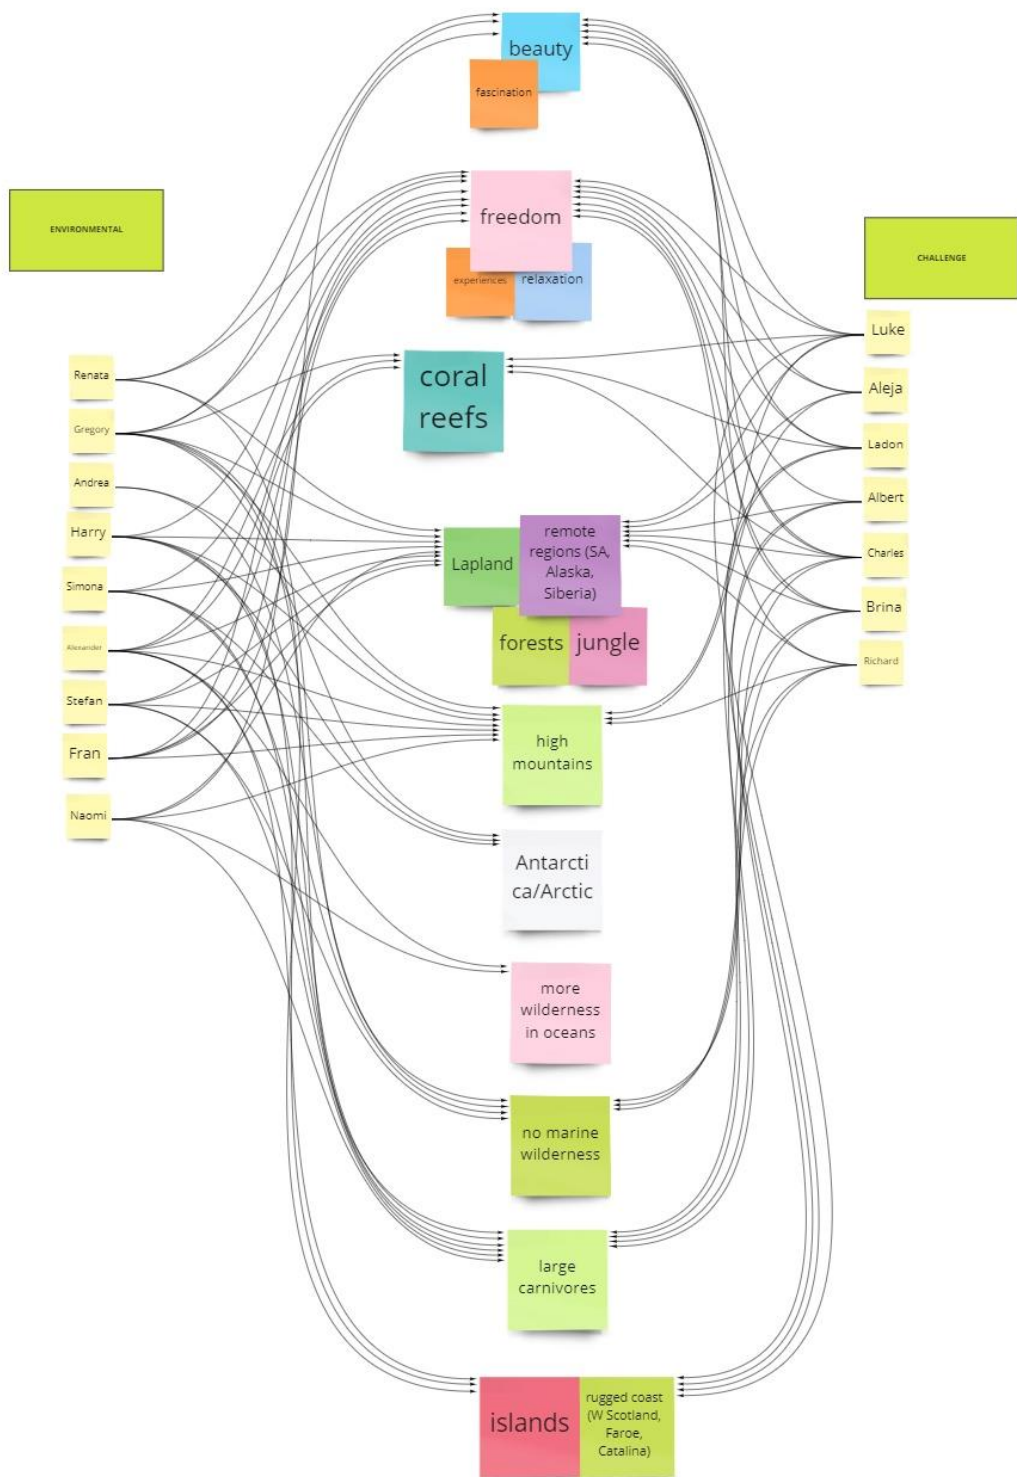 beauty
fascination
ENVIRONMENTAL
freedom
experiences
relaxation
CHALLENGE
Luke
coral
reefs
Renata
Aleja
Gregory
Ladon
Andrea
Albert
Harry
Lapland
remote
regions (SA,
Alaska,
Siberia)
Charles
Simona
Brina
Alexander
forests
jungle
Richard
Stefan
Fran
high
mountains
Naomi
Antarcti
ca/Arctic
more
wilderness
in oceans
no marine
wilderness
large
carnivores
islands
rugged coast
(W Scotland,
Faroe,
Catalina)